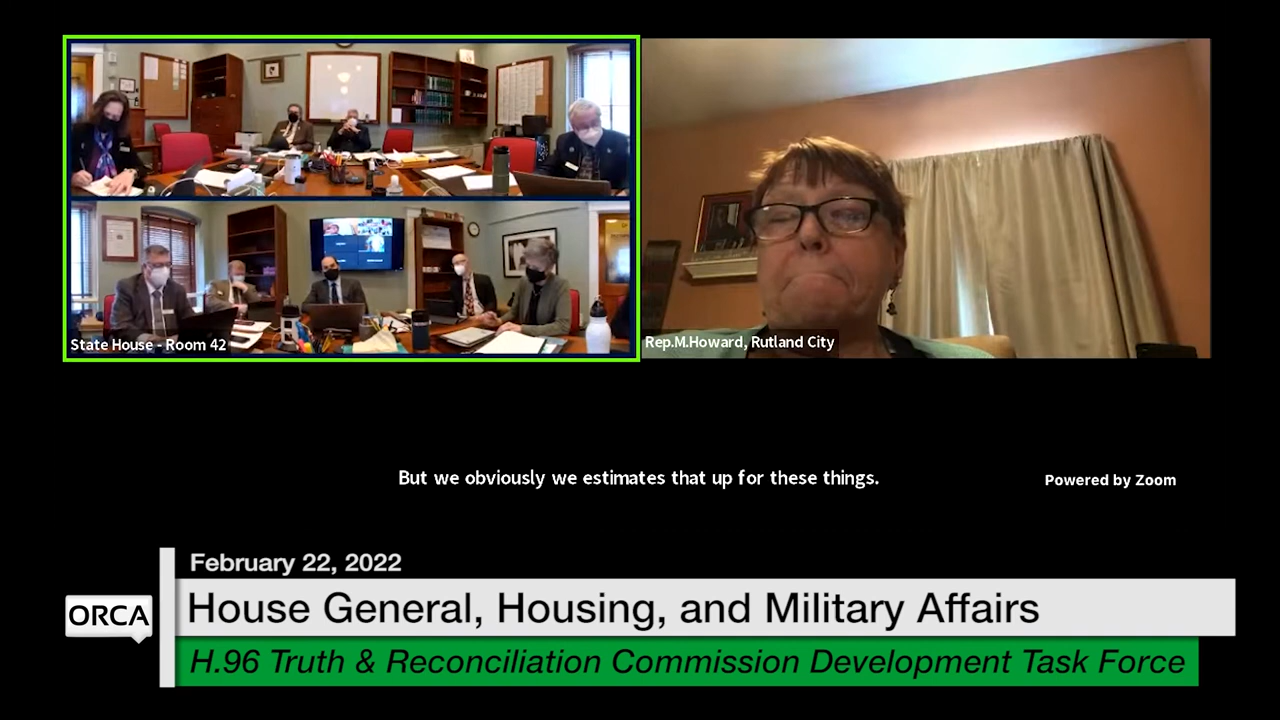 State House - Room 42
Rep.M.Howard, Rutland City
But we obviously we estimates that up for these things.
Powered by Zoom
February 22, 2022
ORCA
House General, Housing, and Military Affairs
H.96 Truth & Reconciliation Commission Development Task Force